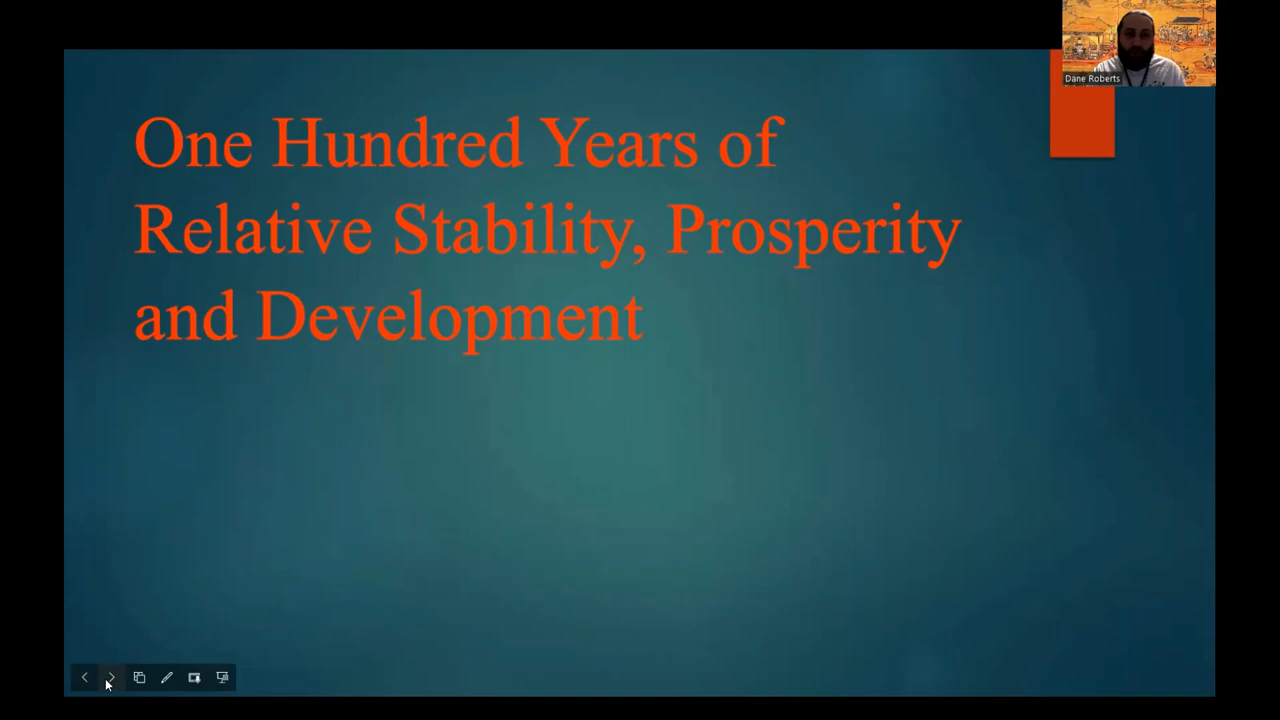 Dane Roberts
One Hundred Years of
Relative Stability, Prosperity
and Development